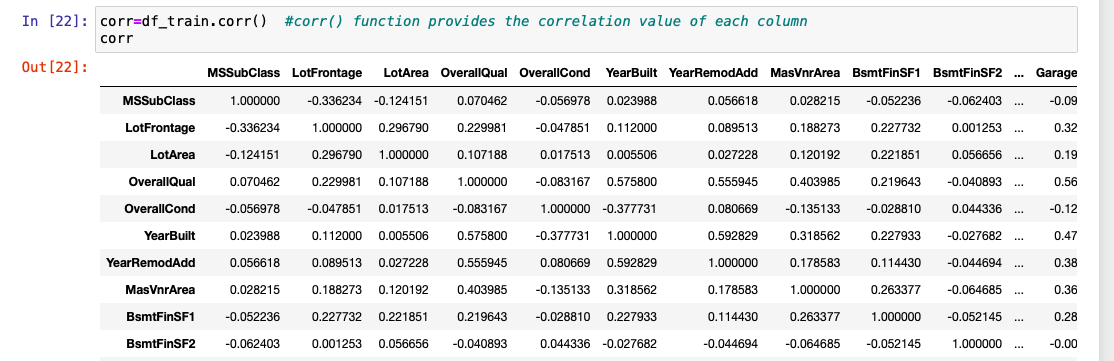 In [22]: corr=df_train.corr()  #corr() function provides the correlation value of each column
corr
Out[22]:
MSSubClass LotFrontage LotArea OverallQual OverallCond YearBuilt YearRemodAdd MasVnrArea BsmtFinSF1 BsmtFinSF2 ... Garage
MSSubClass 1.000000 -0.336234 -0.124151 0.070462 -0.056978 0.023988 0.056618 0.028215 -0.052236 -0.062403 ... -0.09
LotFrontage -0.336234 1.000000 0.296790 0.229981 -0.047851 0.112000 0.089513 0.188273 0.227732 0.001253 ... 0.32
LotArea -0.124151 0.296790 1.000000 0.107188 0.017513 0.005506 0.027228 0.120192 0.221851 0.056656 ... 0.19
OverallQual 0.070462 0.229981 0.107188 1.000000 -0.083167 0.575800 0.555945 0.403985 0.219643 -0.040893 ... 0.56
OverallCond -0.056978 -0.047851 0.017513 -0.083167 1.000000 -0.377731 0.080669 -0.135133 -0.028810 0.044336 ... -0.12
YearBuilt 0.023988 0.112000 0.005506 0.575800 -0.377731 1.000000 0.592829 0.318562 0.227933 -0.027682 ... 0.47
YearRemodAdd 0.056618 0.089513 0.027228 0.555945 0.080669 0.592829 1.000000 0.178583 0.114430 -0.044694 ... 0.38
MasVnrArea 0.028215 0.188273 0.120192 0.403985 -0.135133 0.318562 0.178583 1.000000 0.263377 -0.064685 ... 0.36
BsmtFinSF1 -0.052236 0.227732 0.221851 0.219643 -0.028810 0.227933 0.114430 0.263377 1.000000 -0.052145 ... 0.28
BsmtFinSF2 -0.062403 0.001253 0.056656 -0.040893 0.044336 -0.027682 -0.044694 -0.064685 -0.052145 1.000000 ... -0.00